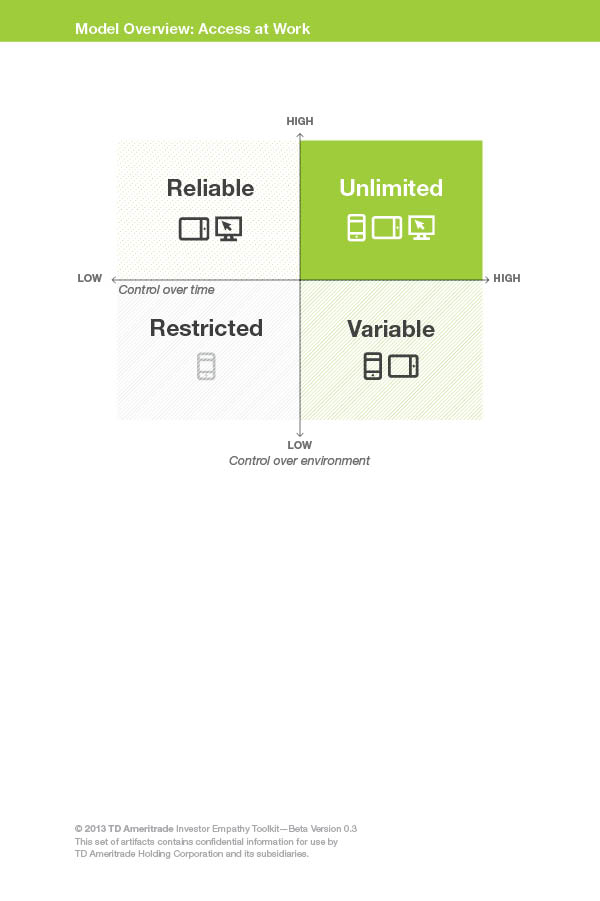 Model Overview: Access at Work
HIGH
Reliable
Unlimited
LOW
HIGH
Control over time
Restricted
Variable
LOW
Control over environment
© 2013 TD Ameritrade Investor Empathy Toolkit—Beta Version 0.3
This set of artifacts contains confidential information for use by
TD Ameritrade Holding Corporation and its subsidiaries.